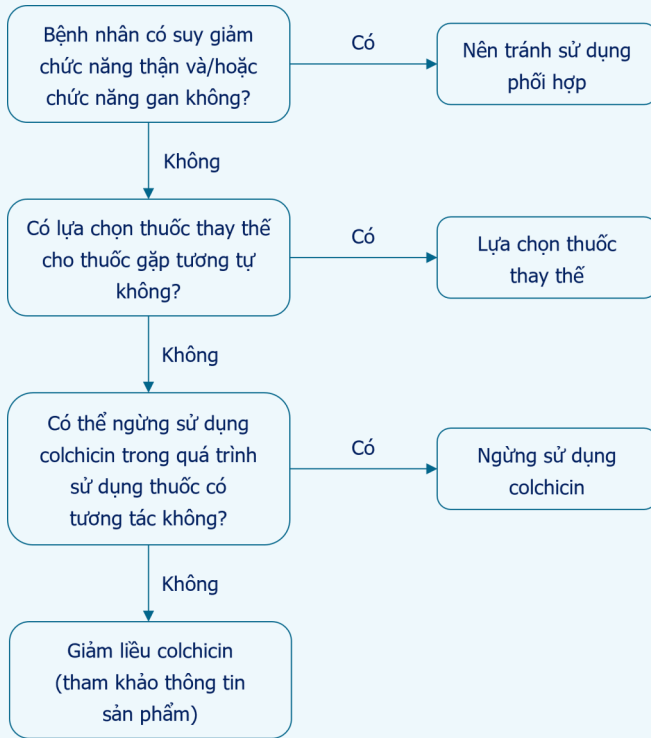 Bệnh nhân có suy giảm
chức năng thận và/hoặc
chức năng gan không?
Có
Nên tránh sử dụng
phối hợp
Không
Có lựa chọn thuốc thay thế
cho thuốc gặp tương tự
không?
Có
Lựa chọn thuốc
thay thế
Không
Có thể ngừng sử dụng
colchicin trong quá trình
sử dụng thuốc có
tương tác không?
Có
Ngừng sử dụng
colchicin
Không
Giảm liều colchicin
(tham khảo thông tin
sản phẩm)